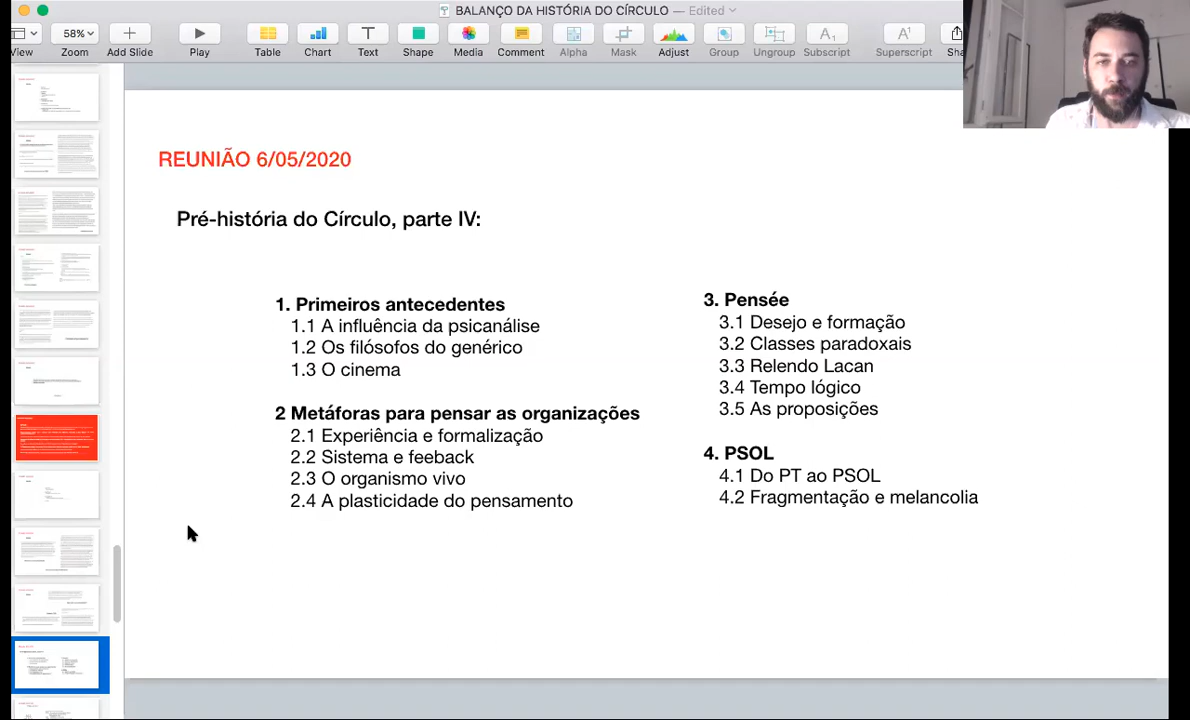 BALANÇO DA HISTÓRIA DO CÍRCULO — Edited
58%
View
Zoom
Add Slide
Play
Table
Chart
Text
Shape
Media
Comment
Alpha
Mask
Adjust
Group
Ungroup
Subscript
Superscript
REUNIÃO 6/05/2020
Pré-história do Círculo, parte IV:
1. Primeiros antecedentes
1.1 A influência da psicanálise
1.2 Os filósofos do genérico
1.3 O cinema
2 Metáforas para pensar as organizações
2.1 Experiência e formalização
2.2 Sistema e feeback
2.3 O organismo vivo
2.4 A plasticidade do pensamento
3. Pensée
3.1 Desejo e formação
3.2 Classes paradoxais
3.3 Relendo Lacan
3.4 Tempo lógico
3.5 As proposições
4. PSOL
4.1 Do PT ao PSOL
4.2 Fragmentação e melancolia